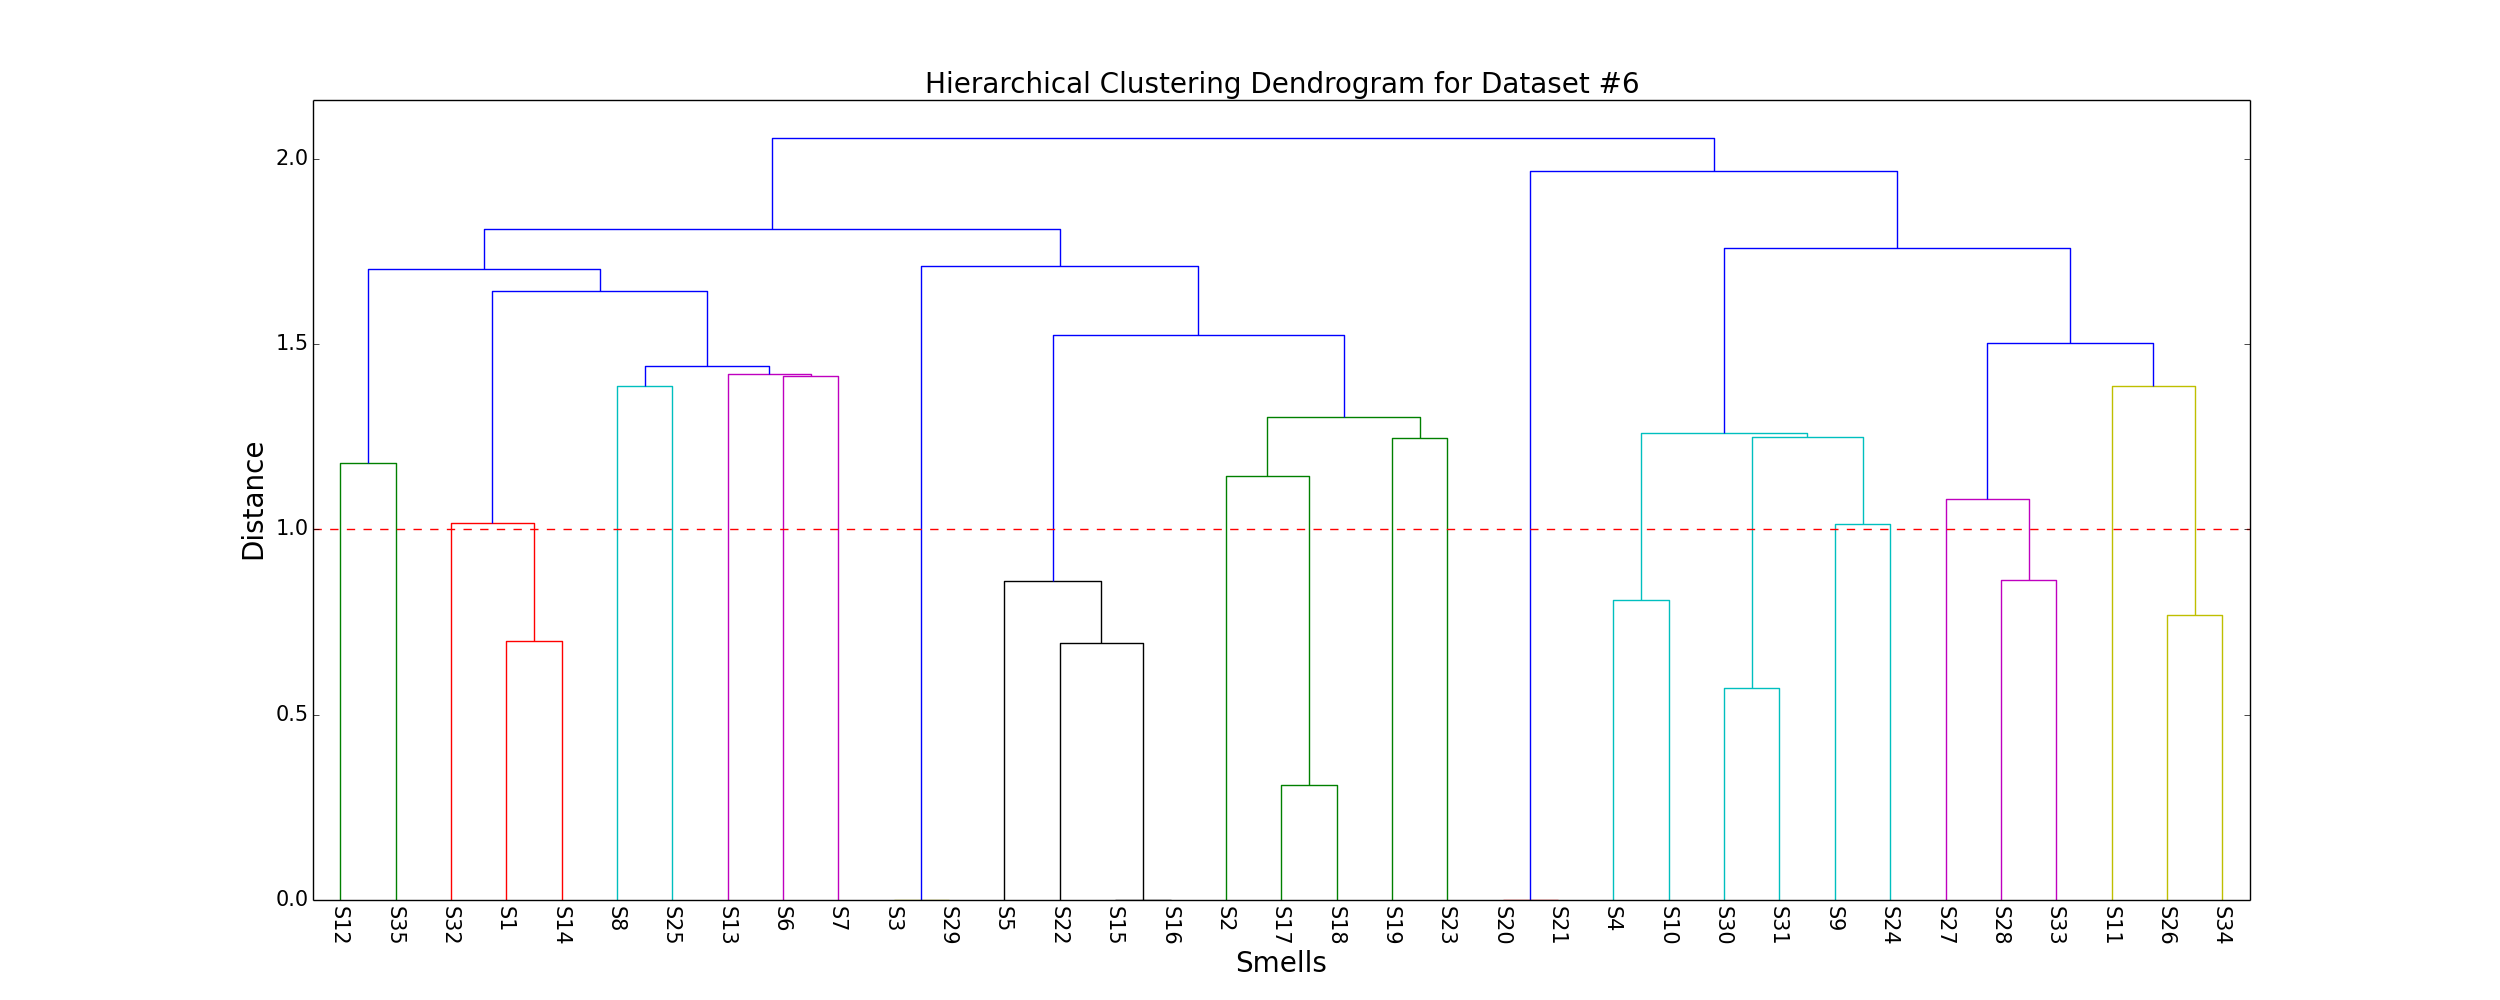 Hierarchical Clustering Dendrogram for Dataset #6
2.0
1.5
1.0
0.5
0.0
Distance
S12 S35 S32 S1 S14 S8 S25 S13 S6 S7 S3 S29 S5 S22 S15 S16 S2 S17 S18 S19 S23 S20 S21 S4 S10 S30 S31 S9 S24 S27 S28 S33 S11 S26 S34
Smells